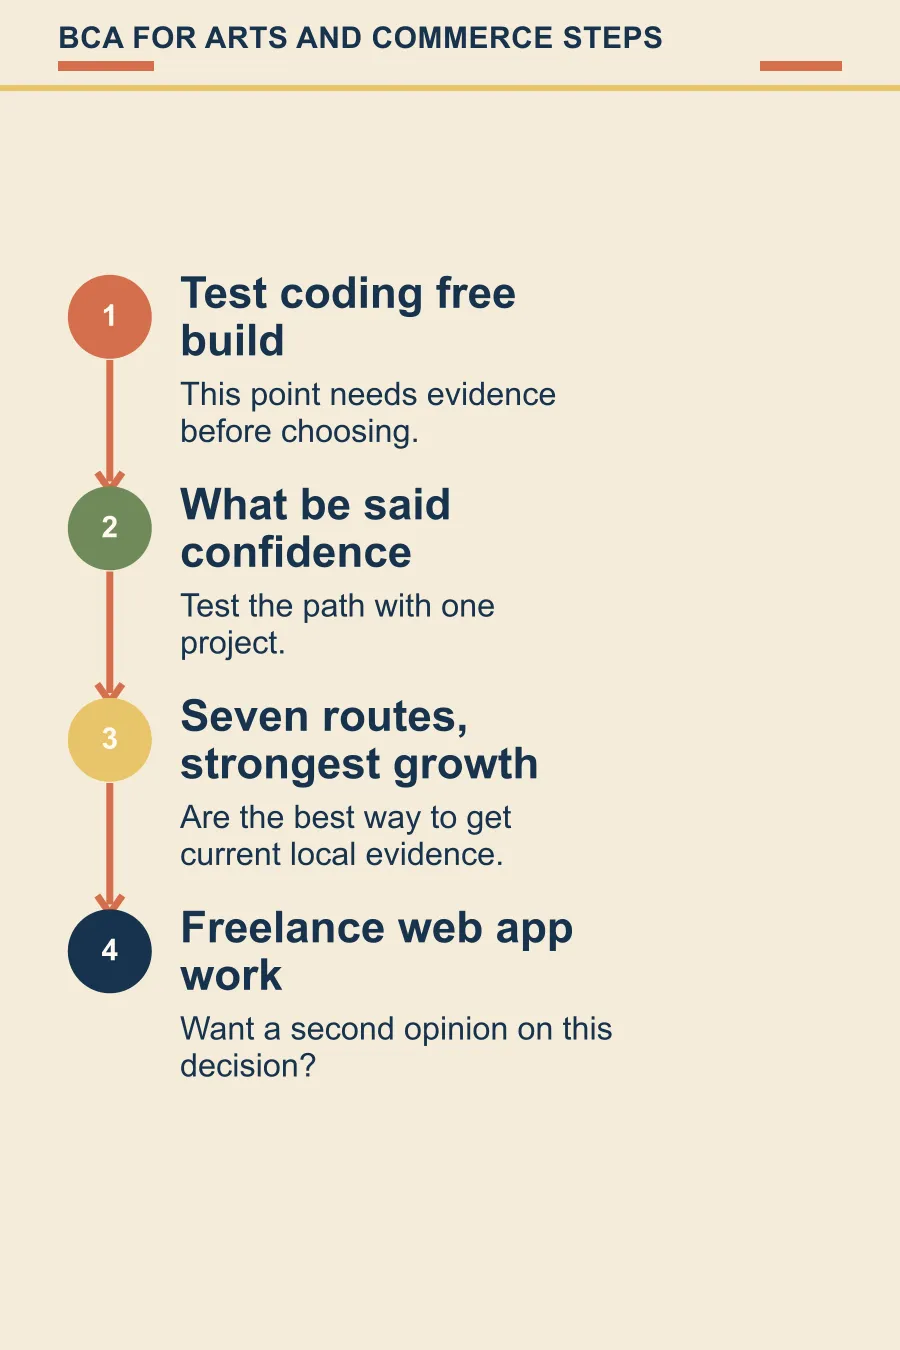 BCA FOR ARTS AND COMMERCE STEPS
1
Test coding free
build
This point needs evidence
before choosing.
2
What be said
confidence
Test the path with one
project.
3
Seven routes,
strongest growth
Are the best way to get
current local evidence.
4
Freelance web app
work
Want a second opinion on this
decision?